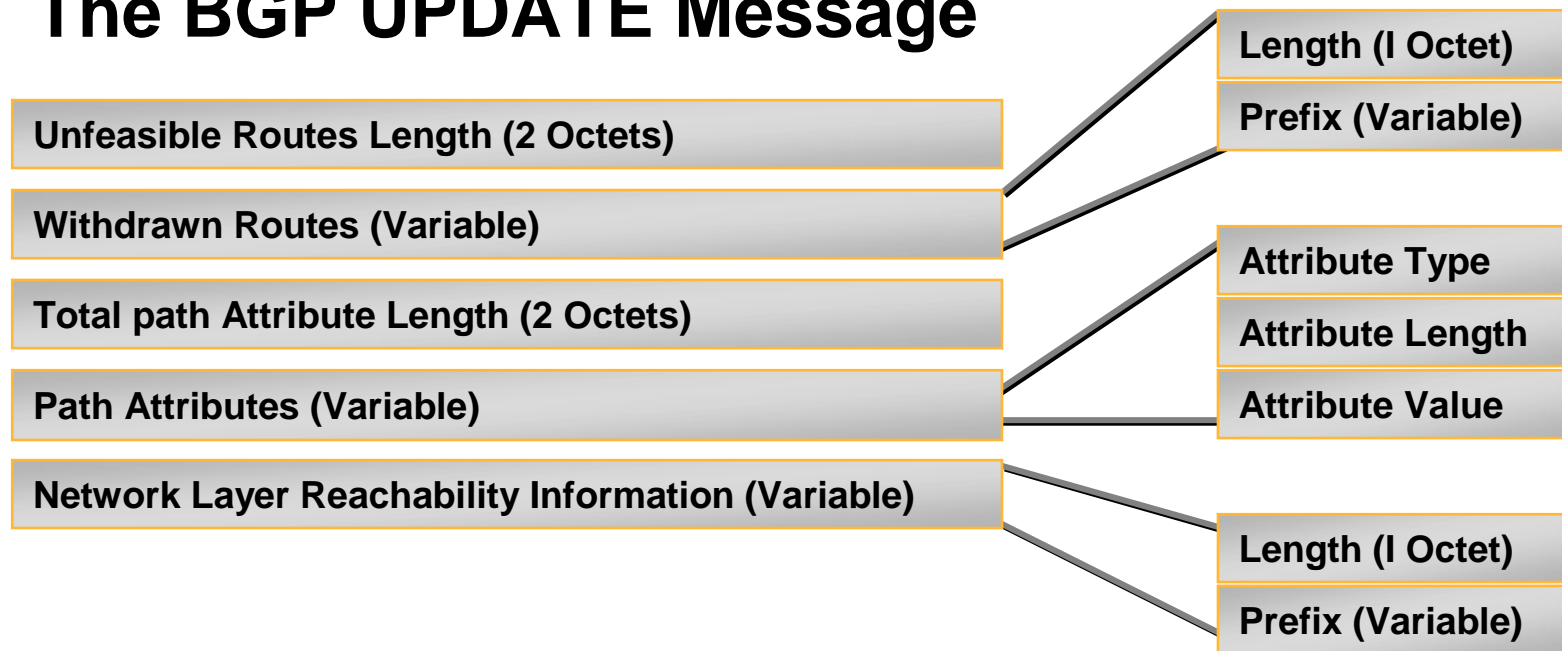 The BGP UPDATE Message
Unfeasible Routes Length (2 Octets)
Withdrawn Routes (Variable)
Total path Attribute Length (2 Octets)
Path Attributes (Variable)
Network Layer Reachability Information (Variable)
Length (I Octet)
Prefix (Variable)
Attribute Type
Attribute Length
Attribute Value
Length (I Octet)
Prefix (Variable)